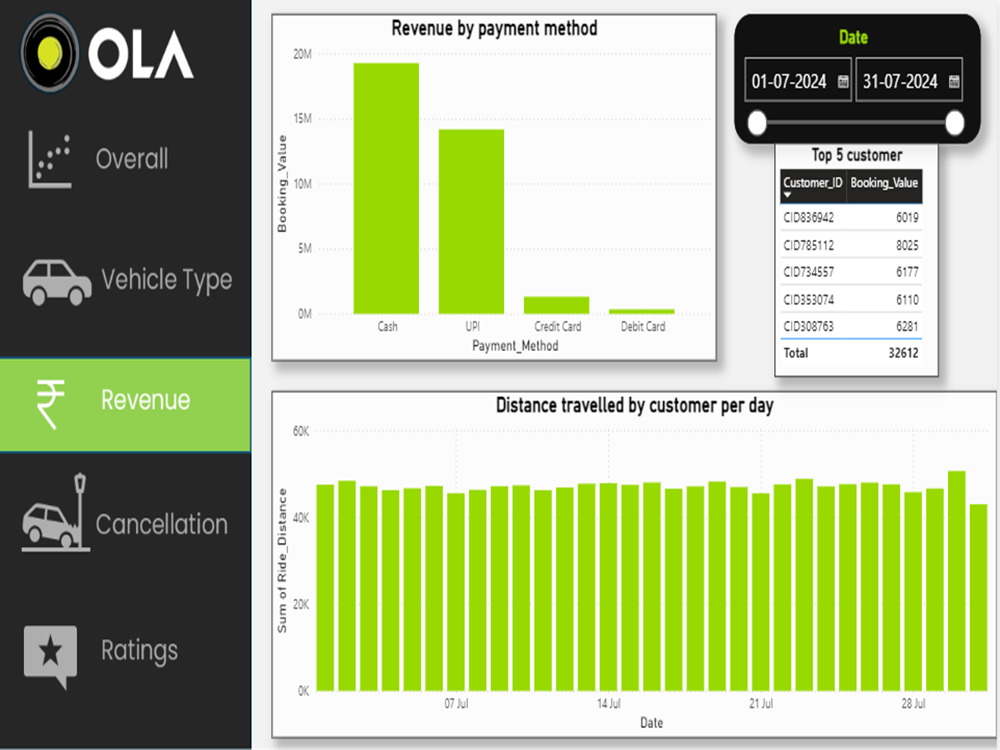 OLA
Overall
Vehicle Type
Revenue
Cancellation
Ratings
Revenue by payment method
Booking_Value
20M
15M
10M
5M
0M
Cash UPI Credit Card Debit Card
Payment_Method
Date
01-07-2024 31-07-2024
Top 5 customer
Customer_ID Booking_Value
CID836942 6019
CID785112 8025
CID734557 6177
CID353074 6110
CID308763 6281
Total 32612
Distance travelled by customer per day
Sum of Ride_Distance
60K
40K
20K
0K
07 Jul 14 Jul 21 Jul 28 Jul
Date